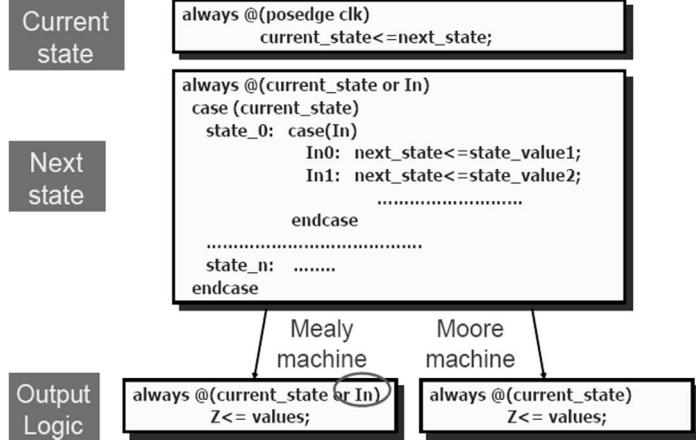 Current
state
always @(posedge clk)
current_state<=next_state;
Next
state
always @(current_state or In)
case (current_state)
state_0: case(In)
In0: next_state<=state_value1;
In1: next_state<=state_value2;
...........................
endcase
........................................
state_n: ........
endcase
Mealy
machine
Moore
machine
Output
Logic
always @(current_state or In)
Z<= values;
always @(current_state)
Z<= values;